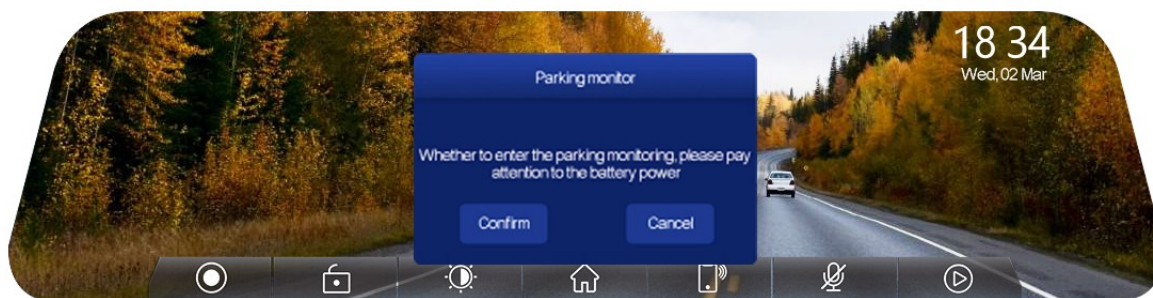 18 34
Wed, 02 Mar
Parking monitor
Whether to enter the parking monitoring, please pay
attention to the battery power
Confirm
Cancel